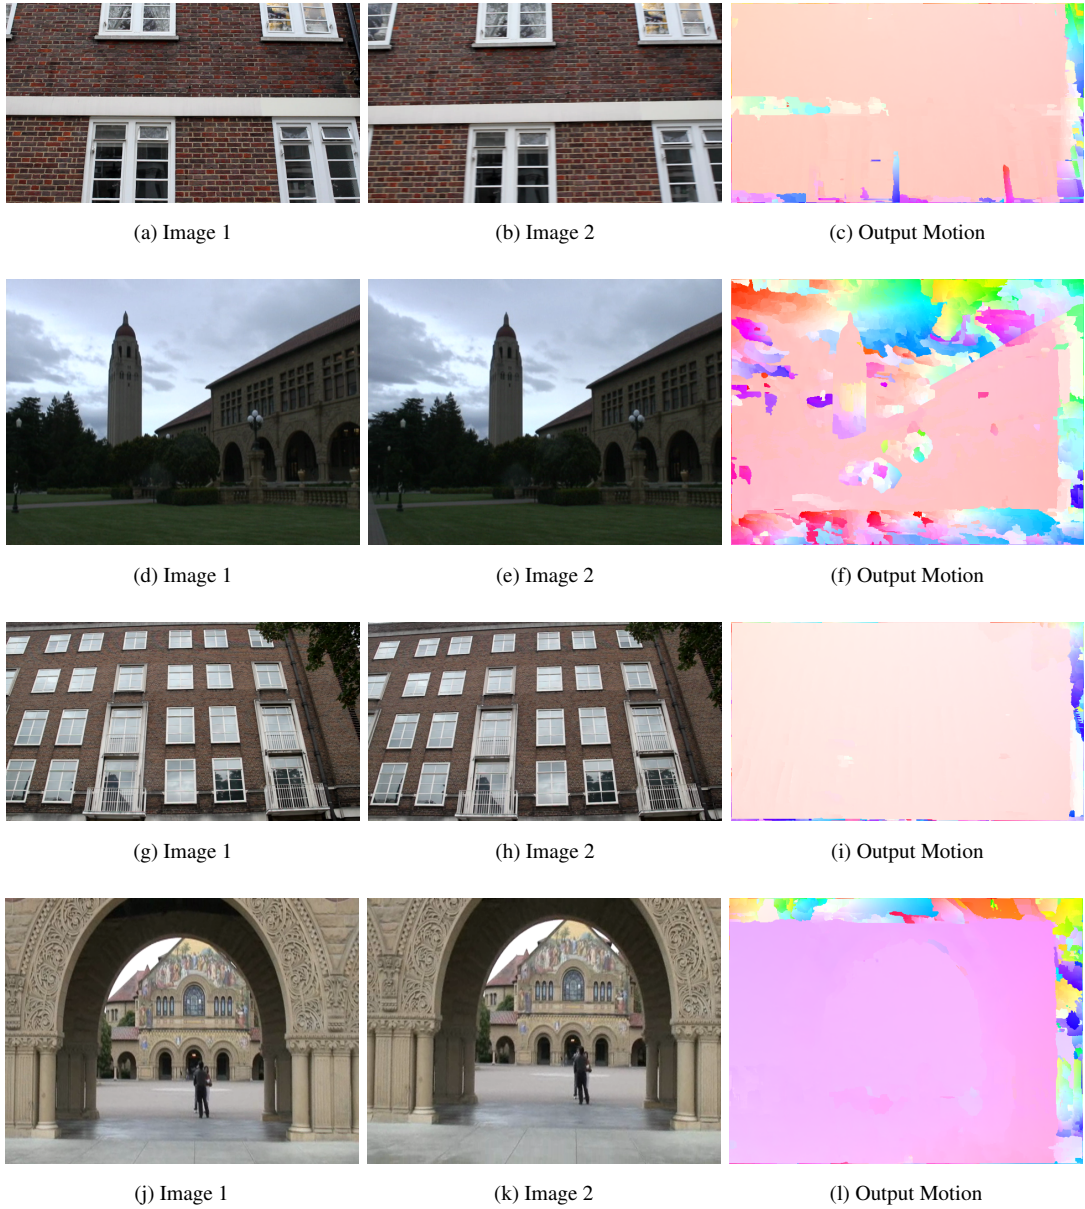 (a) Image 1
(b) Image 2
(c) Output Motion
(d) Image 1
(e) Image 2
(f) Output Motion
(g) Image 1
(h) Image 2
(i) Output Motion
(j) Image 1
(k) Image 2
(l) Output Motion